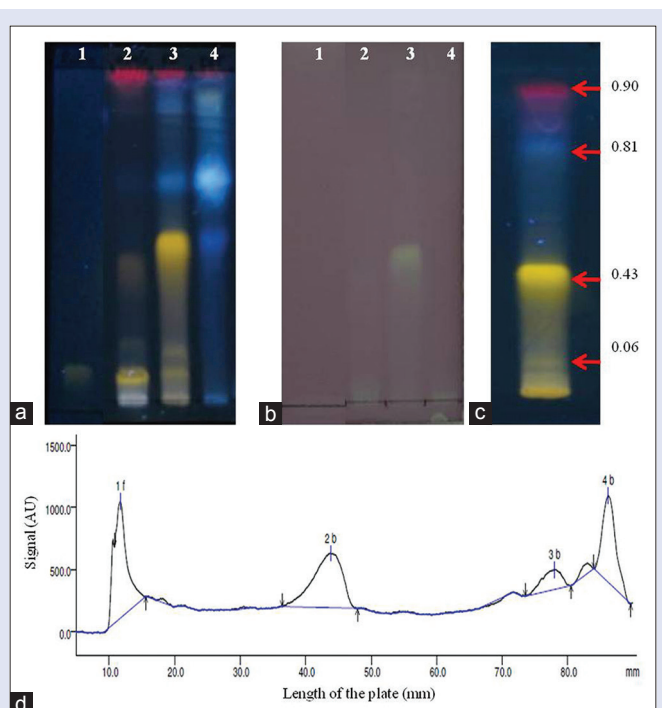 1 2 3 4
a
1 2 3 4
b
0.90
0.81
0.43
0.06
c
1500.0
1000.0
500.0
0.0
Signal (AU)
1 f
2 b
3 b
4 b
10.0 20.0 30.0 40.0 50.0 60.0 70.0 80.0 mm
Length of the plate (mm)
d